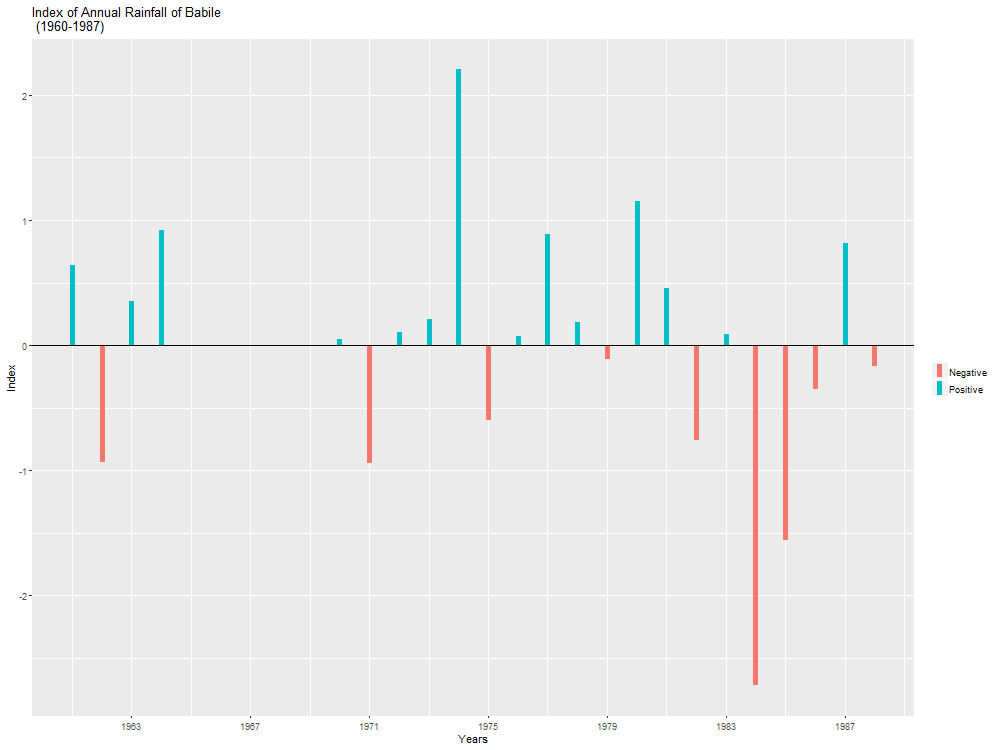 Index of Annual Rainfall of Babile
(1960-1987)
2
1
0
-1
-2
Index
1963 1967 1971 1975 1979 1983 1987
Years
Negative
Positive